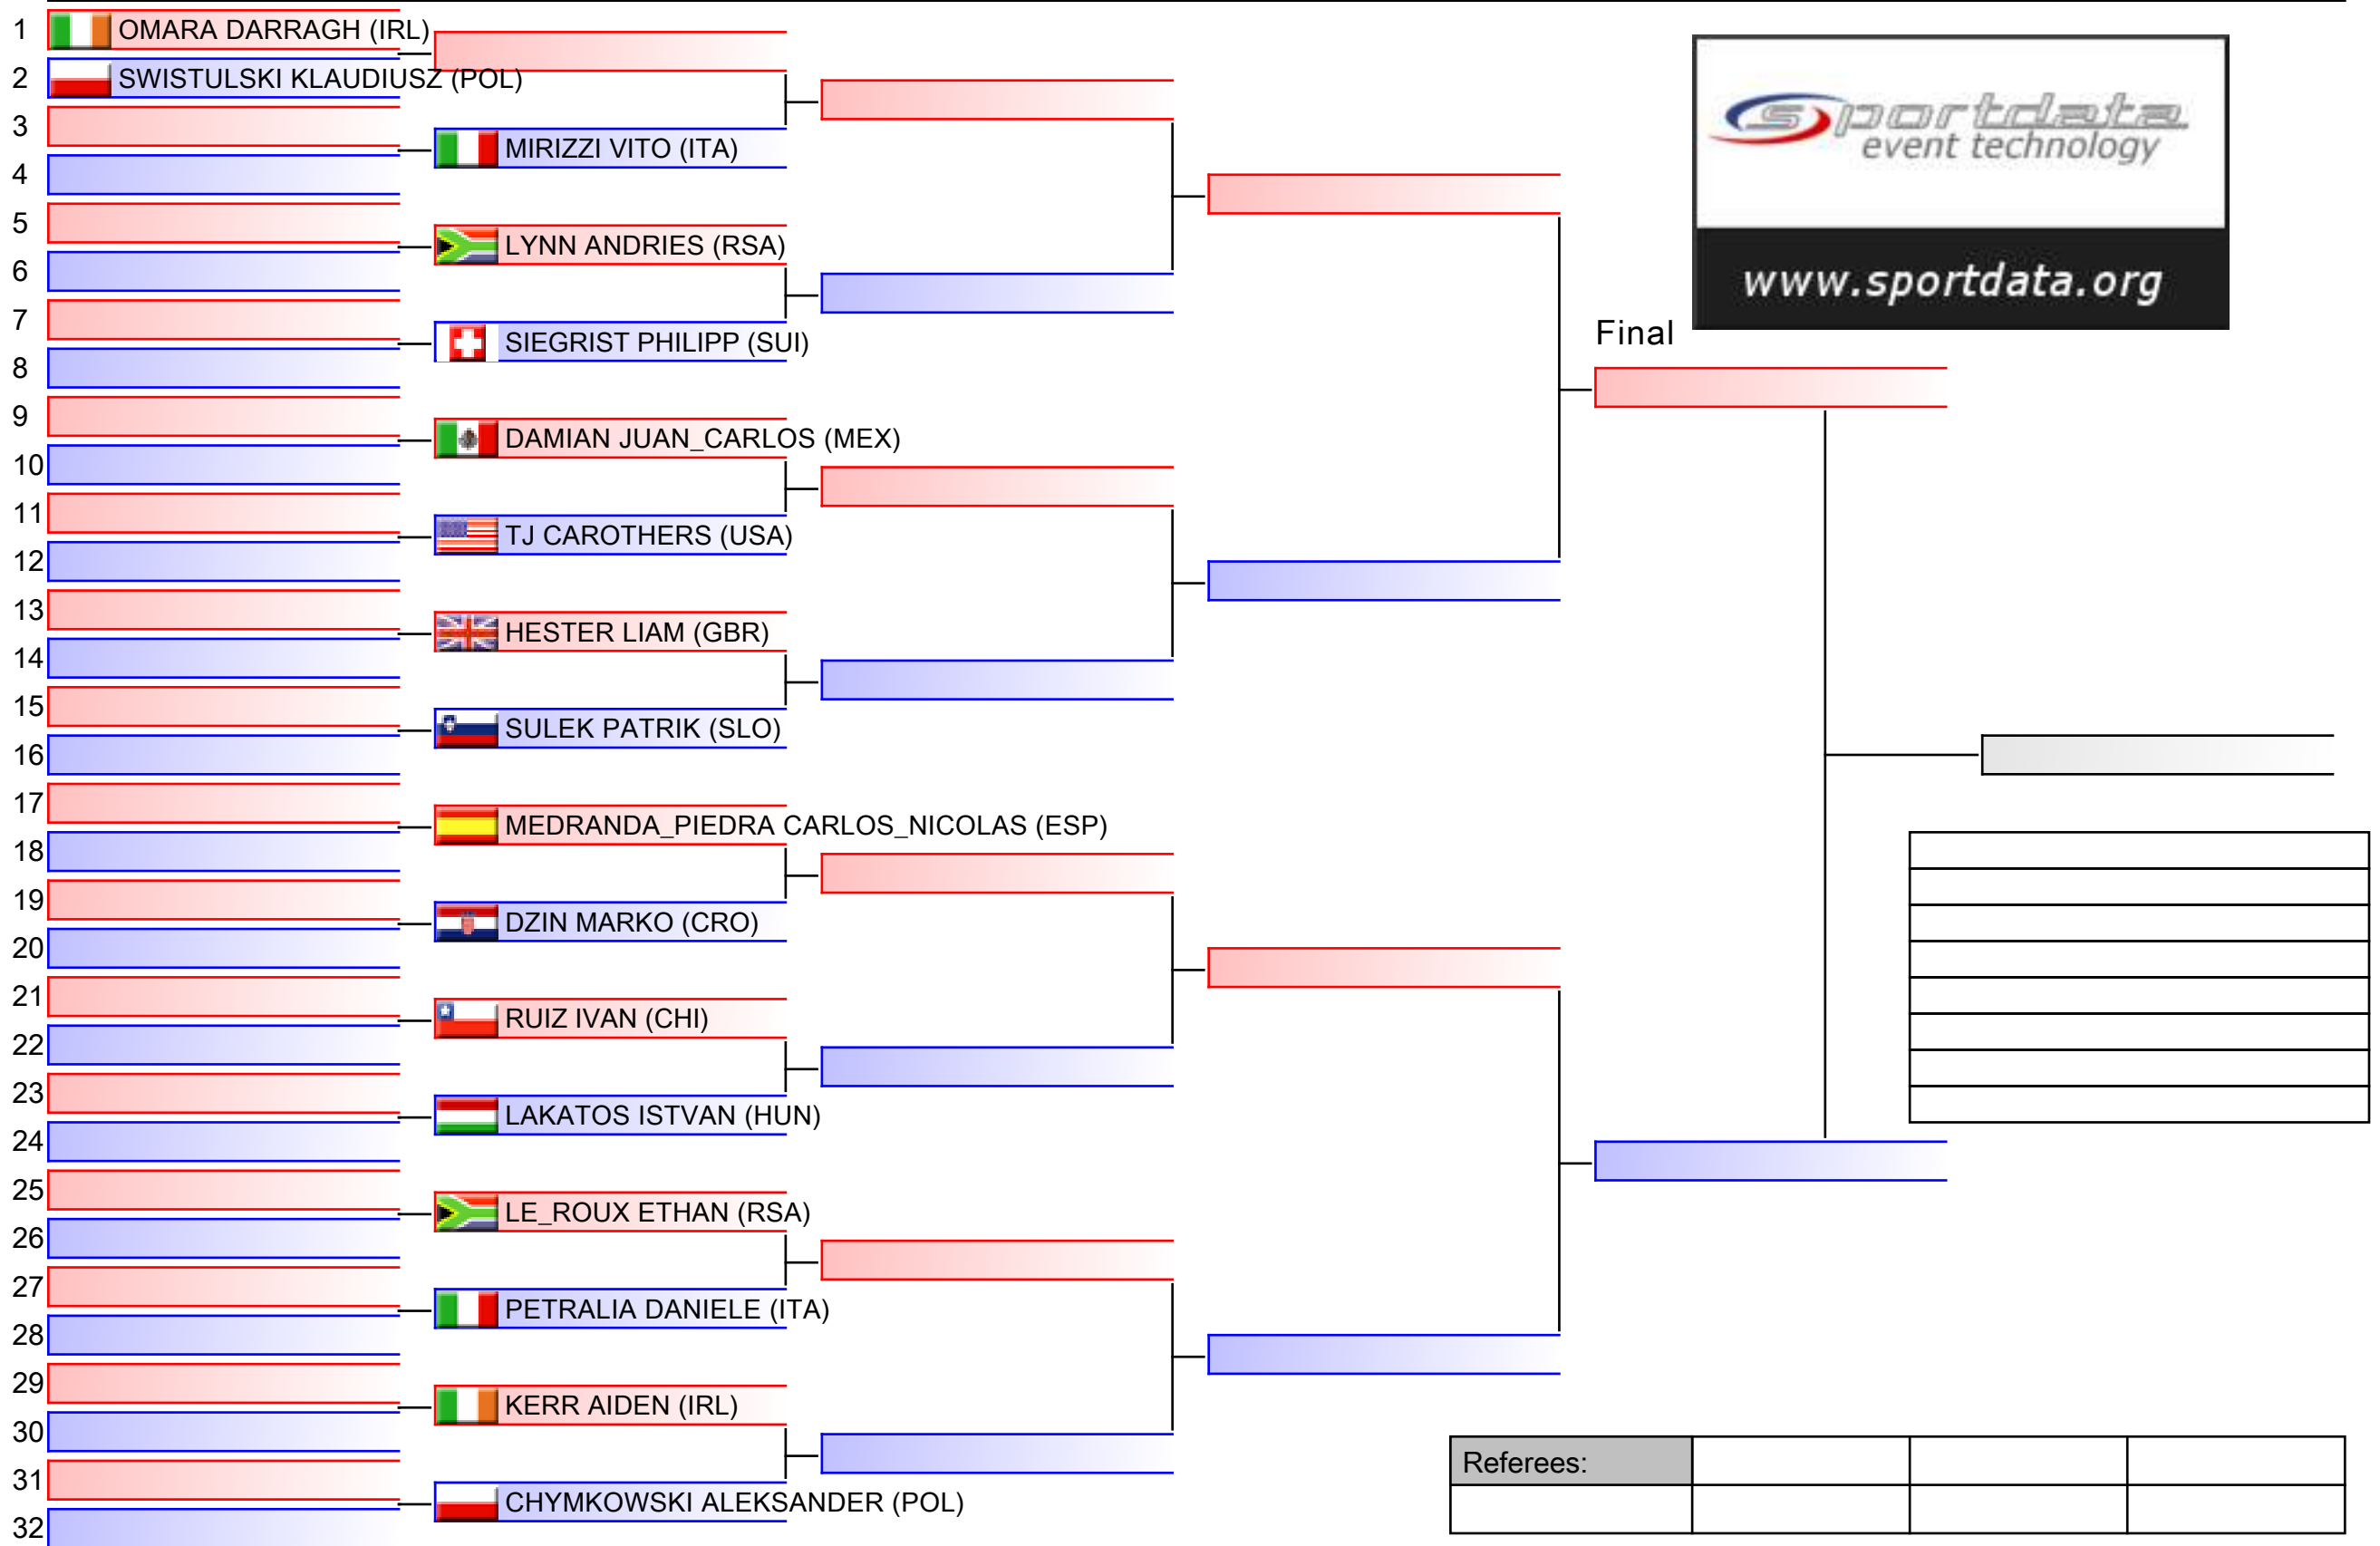 1 OMARA DARRAGH (IRL)
2 SWISTULSKI KLAUDIUSZ (POL)
3
MIRIZZI VITO (ITA)
4
5
LYNN ANDRIES (RSA)
6
7
SIEGRIST PHILIPP (SUI)
8
9
DAMIAN JUAN_CARLOS (MEX)
10
11
TJ CAROTHERS (USA)
12
13
HESTER LIAM (GBR)
14
15
SULEK PATRIK (SLO)
16
17
MEDRANDA_PIEDRA CARLOS_NICOLAS (ESP)
18
19
DZIN MARKO (CRO)
20
21
RUIZ IVAN (CHI)
22
23
LAKATOS ISTVAN (HUN)
24
25
LE_ROUX ETHAN (RSA)
26
27
PETRALIA DANIELE (ITA)
28
29
KERR AIDEN (IRL)
30
31
CHYMKOWSKI ALEKSANDER (POL)
32
sportdata
event technology
www.sportdata.org
Final
Referees: